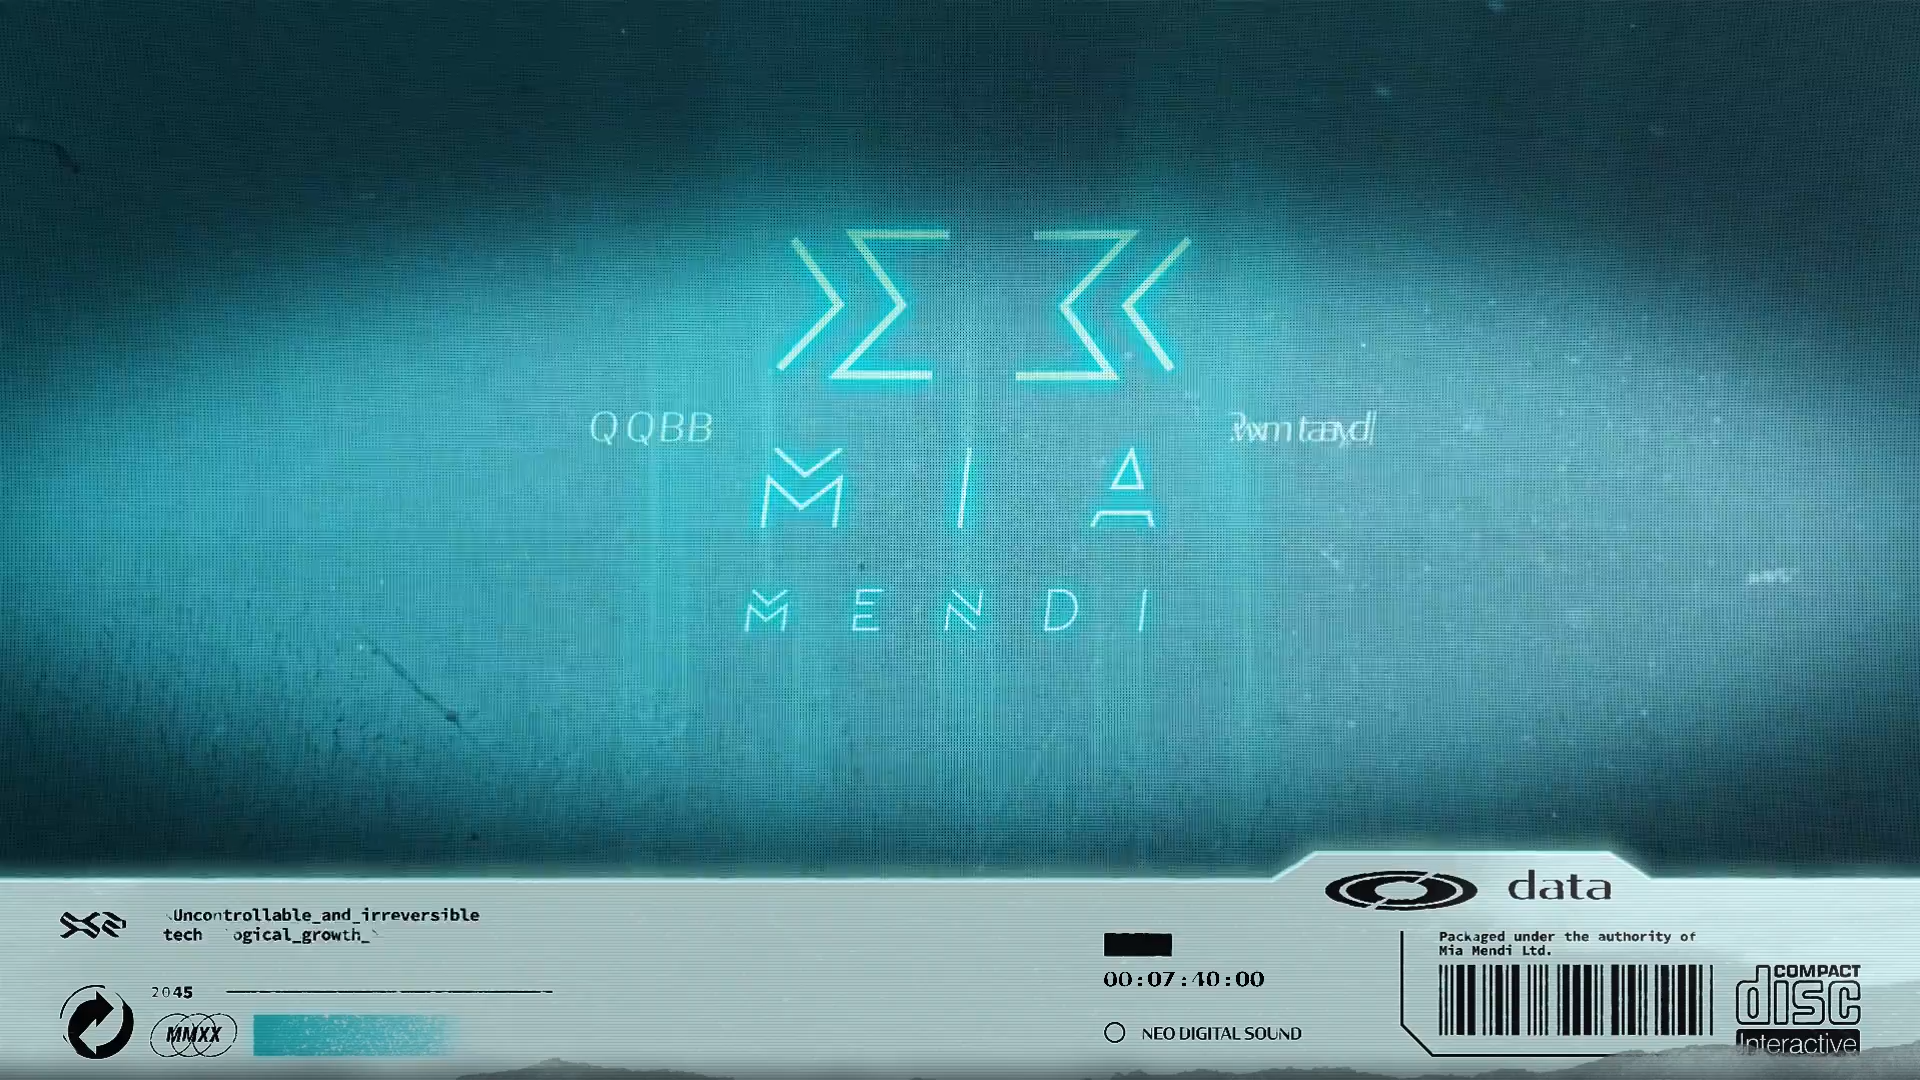 QQBB
MIA
MENDI
data
Uncontrollable_and_irreversible
tech ogical_growth_
Packaged under the authority of
Mia Mendi Ltd.
00:07:40:00
2045
MMXX
NEO DIGITAL SOUND
COMPACT
disc
Interactive